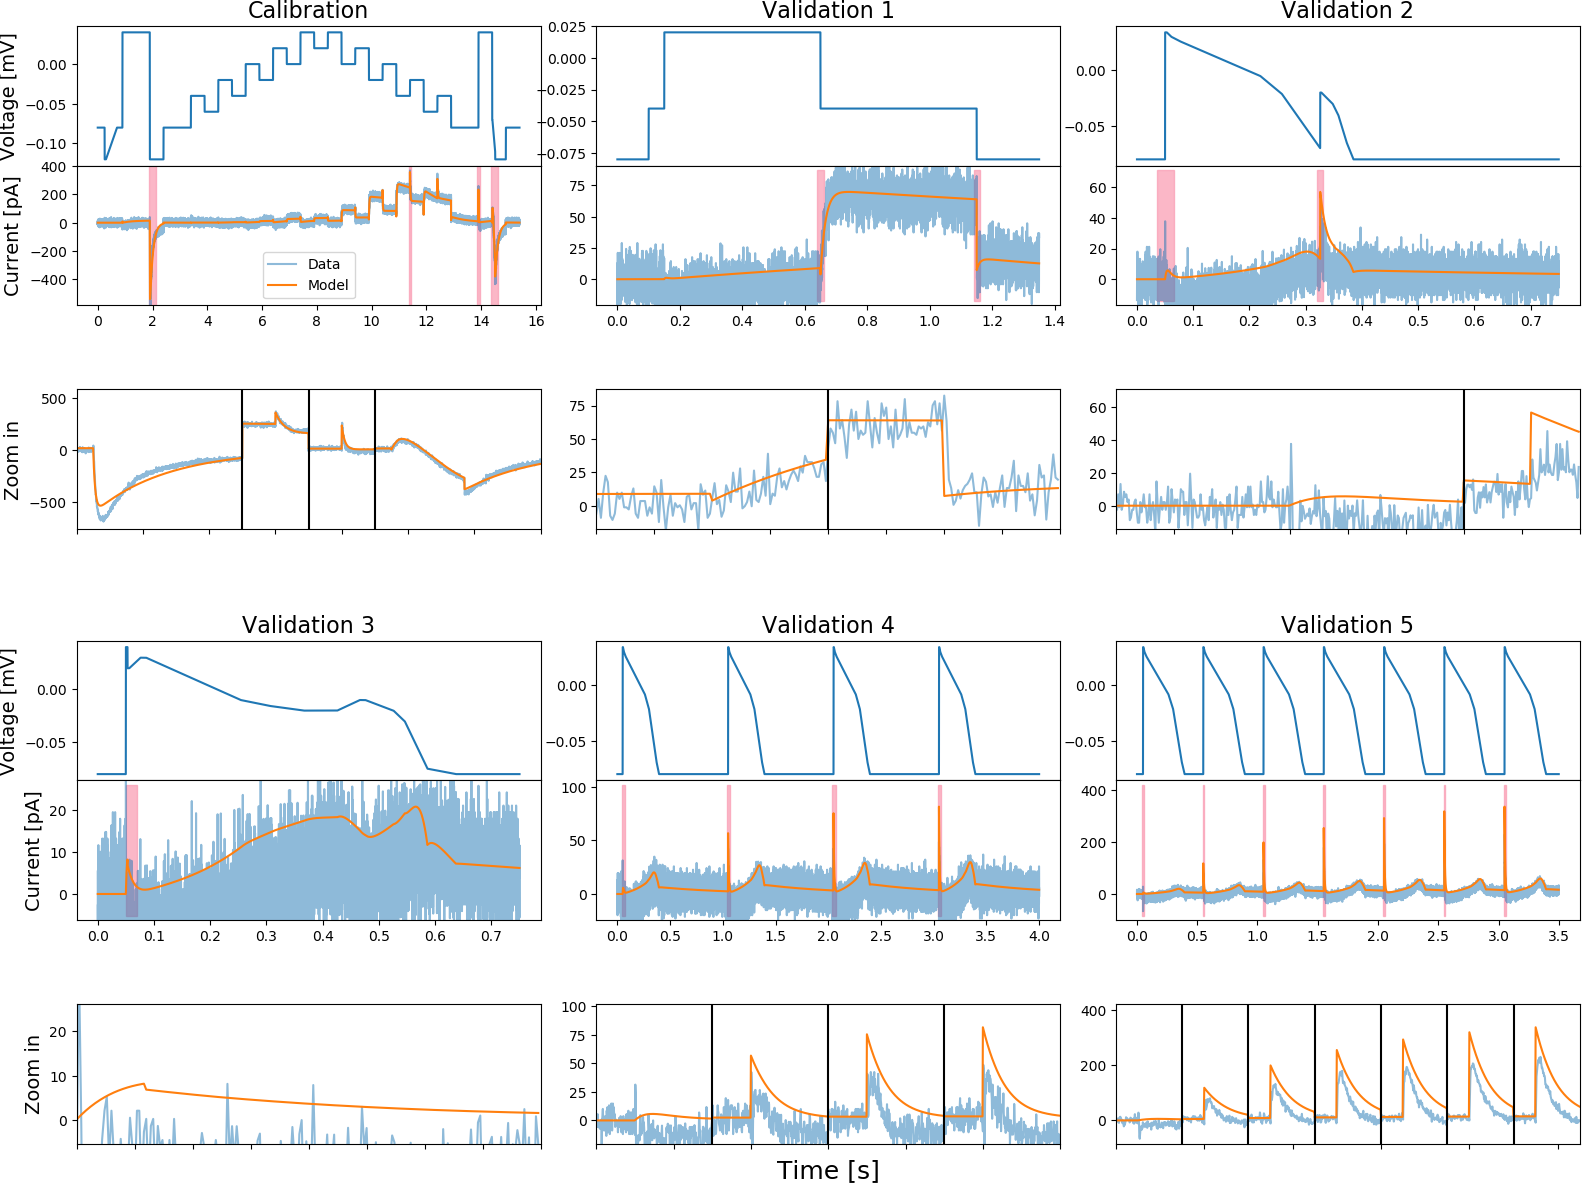 Calibration
Validation 1
Validation 2
Voltage [mV]
0.00
−0.05
−0.10
0.025
0.000
−0.025
−0.050
−0.075
0.00
−0.05
Current [pA]
400
200
0
−200
−400
Data
Model
75
50
25
0
60
40
20
0
0 2 4 6 8 10 12 14 16
0.0 0.2 0.4 0.6 0.8 1.0 1.2 1.4
0.0 0.1 0.2 0.3 0.4 0.5 0.6 0.7
Zoom in
500
0
−500
75
50
25
0
60
40
20
0
Validation 3
Validation 4
Validation 5
Voltage [mV]
0.00
−0.05
0.00
−0.05
0.00
−0.05
Current [pA]
20
10
0
100
50
0
400
200
0
0.0 0.1 0.2 0.3 0.4 0.5 0.6 0.7
0.0 0.5 1.0 1.5 2.0 2.5 3.0 3.5 4.0
0.0 0.5 1.0 1.5 2.0 2.5 3.0 3.5
Zoom in
20
10
0
100
75
50
25
0
400
200
0
Time [s]